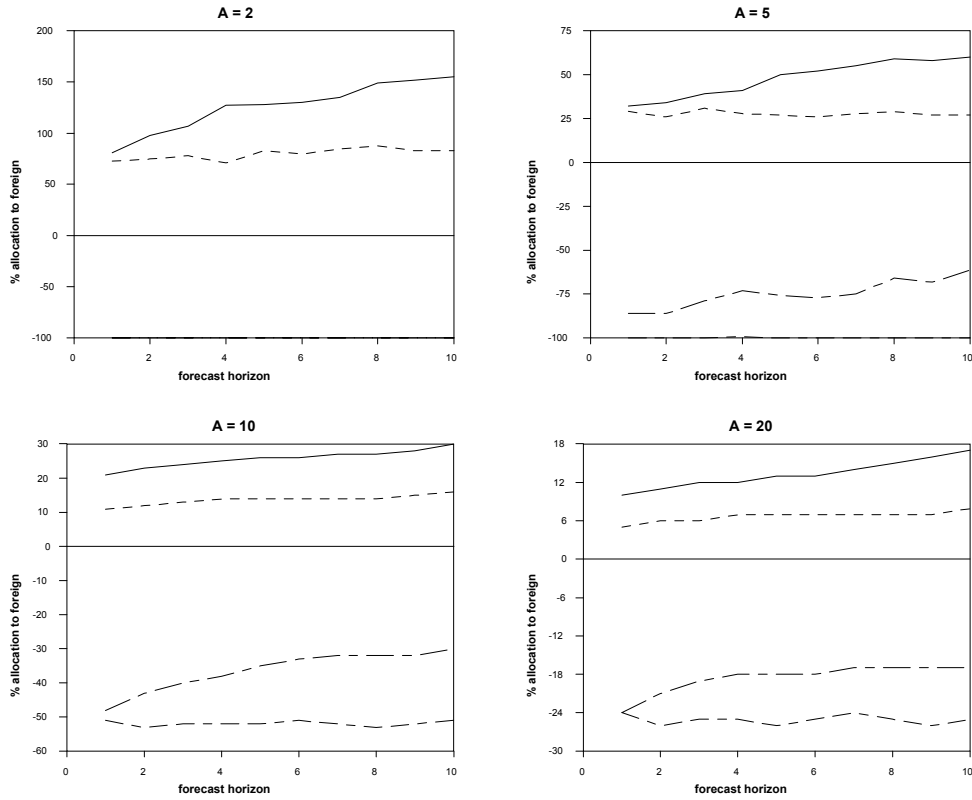 A = 2
200
150
100
50
0
-50
-100
0 2 4 6 8 10
% allocation to foreign
forecast horizon
A = 5
75
50
25
0
-25
-50
-75
-100
0 2 4 6 8 10
% allocation to foreign
forecast horizon
A = 10
30
20
10
0
-10
-20
-30
-40
-50
-60
0 2 4 6 8 10
% allocation to foreign
forecast horizon
A = 20
18
12
6
0
-6
-12
-18
-24
-30
0 2 4 6 8 10
% allocation to foreign
forecast horizon